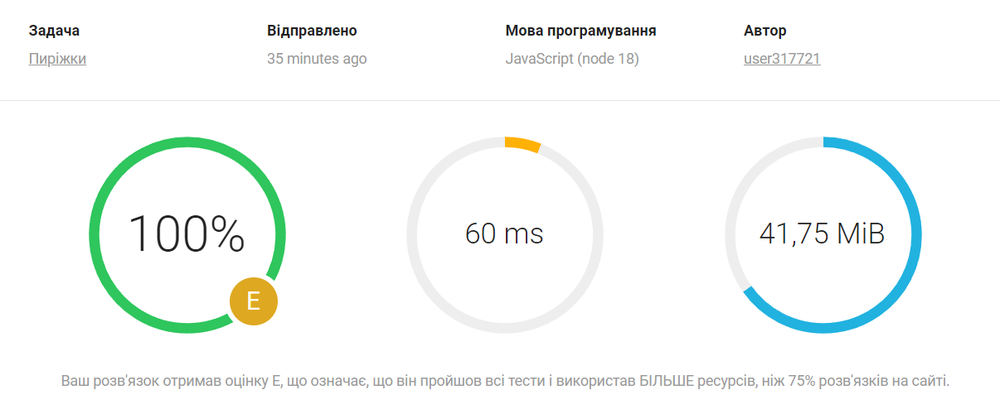 Задача Відправлено Мова програмування Автор
Пиріжки 35 minutes ago JavaScript (node 18) user317721
100% 60 ms 41,75 MiB
E
Ваш розв'язок отримав оцінку E, що означає, що він пройшов всі тести і використав БІЛЬШЕ ресурсів, ніж 75% розв'язків на сайті.